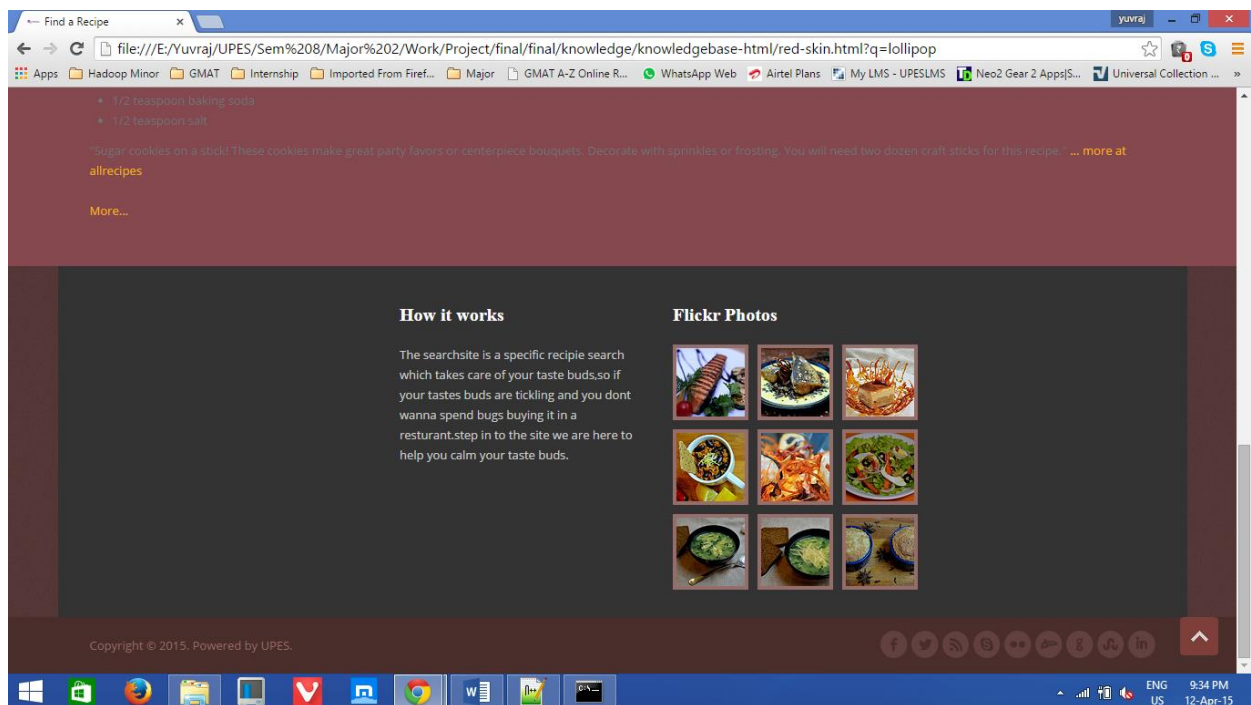 Find a Recipe
yuvraj
file:///E:/Yuvraj/UPES/Sem%208/Major%202/Work/Project/final/final/knowledge/knowledgebase-html/red-skin.html?q=lollipop
Apps Hadoop Minor GMAT Internship Imported From Firef... Major GMAT A-Z Online R... WhatsApp Web Airtel Plans My LMS - UPESLMS Neo2 Gear 2 Apps|S... Universal Collection ... »
• 1/2 teaspoon baking soda
• 1/2 teaspoon salt
"Sugar cookies on a stick! These cookies make great party favors or centerpiece bouquets. Decorate with sprinkles or frosting. You will need two dozen craft sticks for this recipe." ... more at
allrecipes
More...
How it works
The searchsite is a specific recipie search
which takes care of your taste buds,so if
your tastes buds are tickling and you dont
wanna spend bugs buying it in a
resturant.step in to the site we are here to
help you calm your taste buds.
Flickr Photos
Copyright © 2015. Powered by UPES.
ENG
US
9:34 PM
12-Apr-15